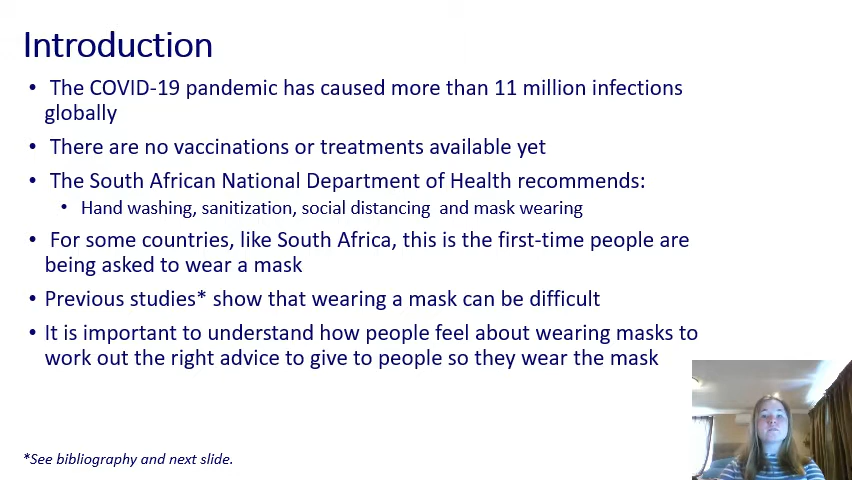 Introduction
• The COVID-19 pandemic has caused more than 11 million infections
globally
• There are no vaccinations or treatments available yet
• The South African National Department of Health recommends:
• Hand washing, sanitization, social distancing and mask wearing
• For some countries, like South Africa, this is the first-time people are
being asked to wear a mask
• Previous studies* show that wearing a mask can be difficult
• It is important to understand how people feel about wearing masks to
work out the right advice to give to people so they wear the mask
*See bibliography and next slide.